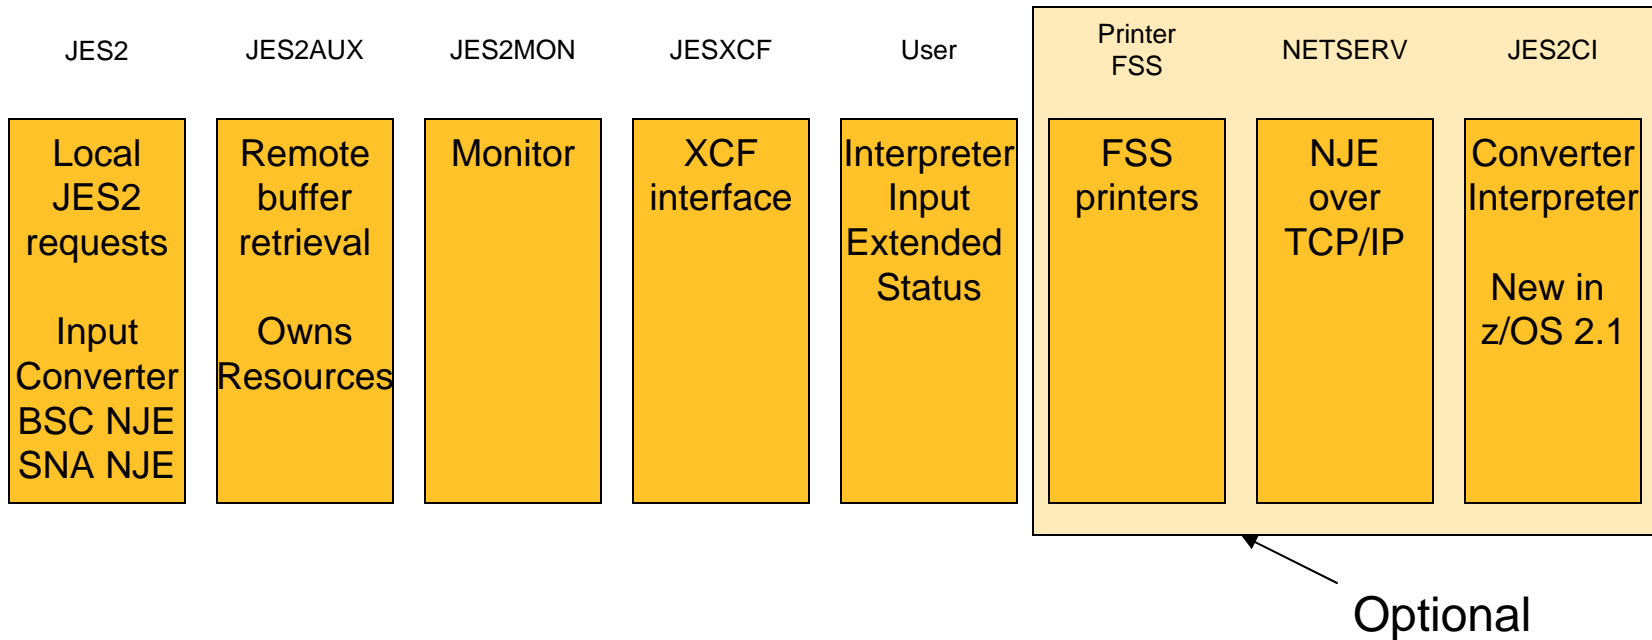 JES2
JES2AUX
JES2MON
JESXCF
User
Printer
FSS
NETSERV
JES2CI
Local
JES2
requests
Input
Converter
BSC NJE
SNA NJE
Remote
buffer
retrieval
Owns
Resources
Monitor
XCF
interface
Interpreter
Input
Extended
Status
FSS
printers
NJE
over
TCP/IP
Converter
Interpreter
New in
z/OS 2.1
Optional